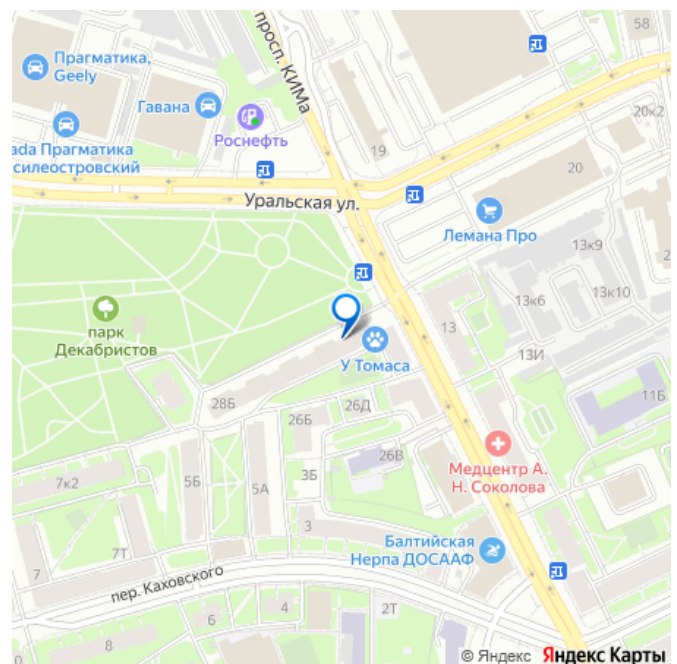 58
Прагматика,
Geely
просп. КИМа
Гавана
Роснефть
20к2
19
ada Прагматика
силеостровский
20
Уральская ул.
Лемана Про
13к9
2
13к6
13к10
парк
Декабристов
13
13И
У Томаса
11Б
28Б
26Д
26Б
26В
Медцентр А.
Н. Соколова
7к2
5Б
5А
3Б
3
Балтийская
Нерпа ДОСААФ
7Т
7
пер. Каховского
6
4
2Т
0
8
© Яндекс Яндекс Карты